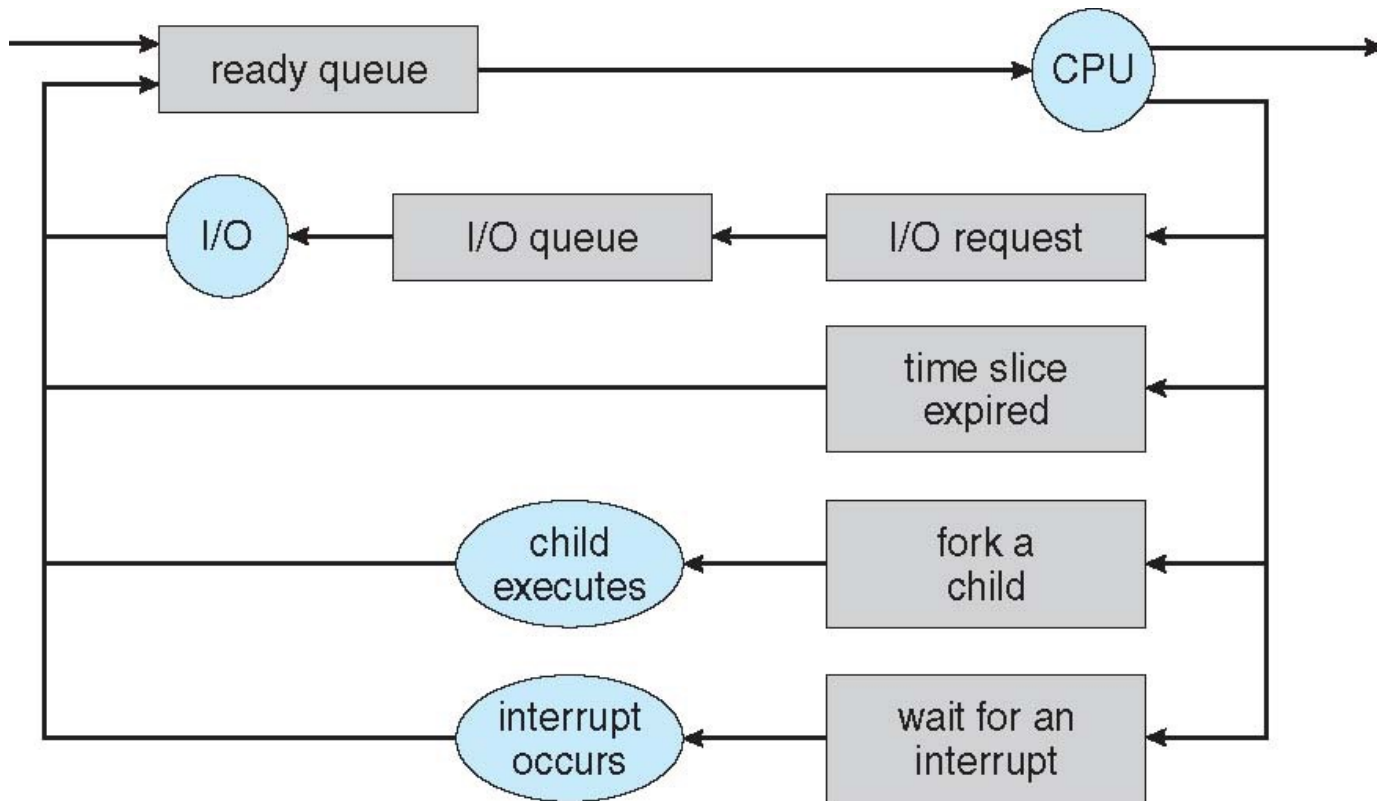 ready queue
CPU
I/O
I/O queue
I/O request
time slice
expired
child
executes
fork a
child
interrupt
occurs
wait for an
interrupt